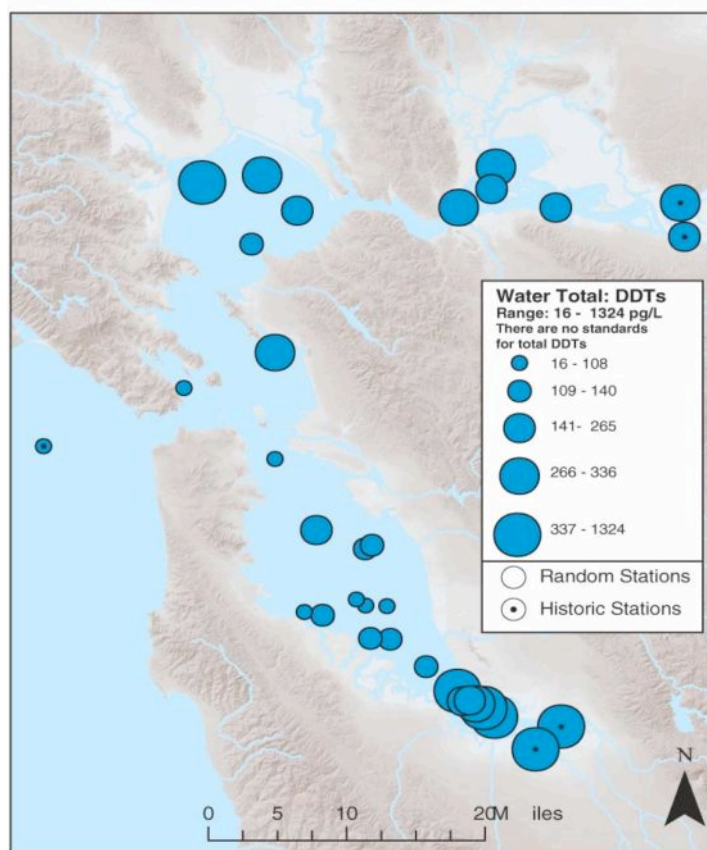 Water Total: DDTs
Range: 16 - 1324 pg/L
There are no standards
for total DDTs
16 - 108
109 - 140
141- 265
266 - 336
337 - 1324
Random Stations
Historic Stations
N
0 5 10 20M iles